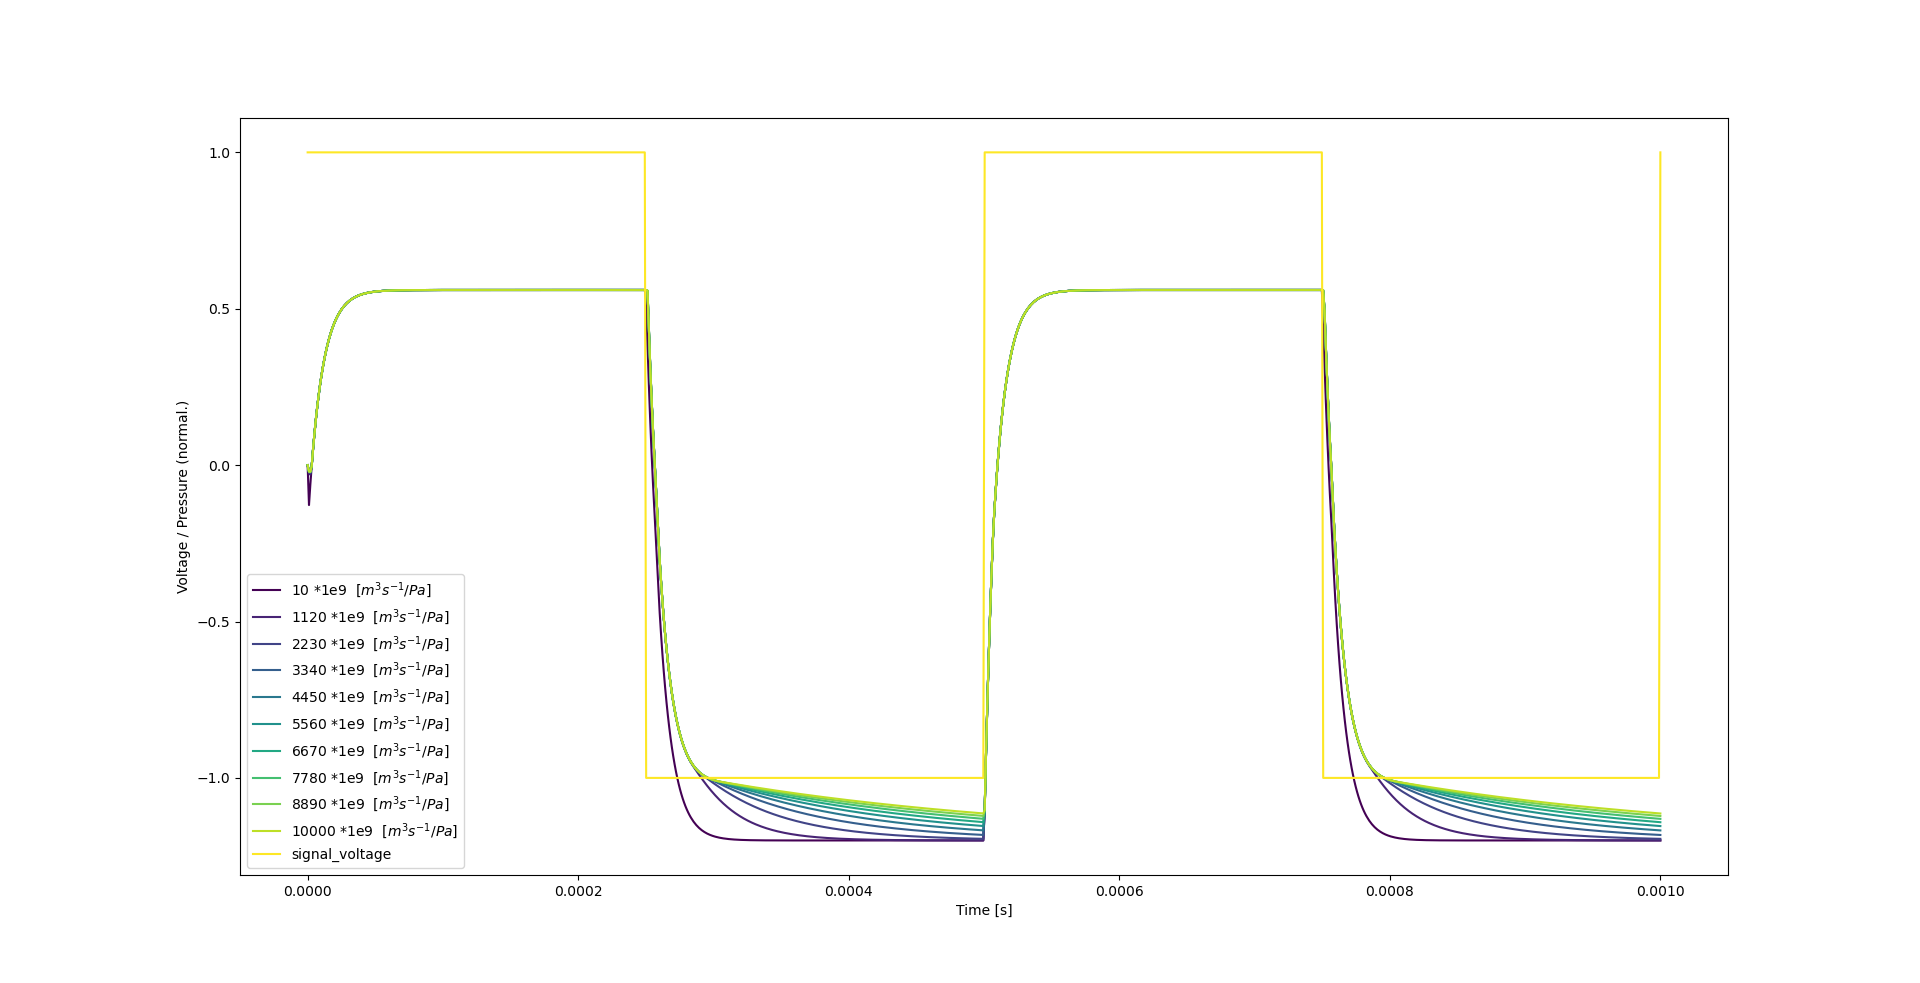 1.0
0.5
0.0
−0.5
−1.0
Voltage / Pressure (normal.)
10 *1e9 [m³s⁻¹/Pa]
1120 *1e9 [m³s⁻¹/Pa]
2230 *1e9 [m³s⁻¹/Pa]
3340 *1e9 [m³s⁻¹/Pa]
4450 *1e9 [m³s⁻¹/Pa]
5560 *1e9 [m³s⁻¹/Pa]
6670 *1e9 [m³s⁻¹/Pa]
7780 *1e9 [m³s⁻¹/Pa]
8890 *1e9 [m³s⁻¹/Pa]
10000 *1e9 [m³s⁻¹/Pa]
signal_voltage
0.0000 0.0002 0.0004 0.0006 0.0008 0.0010
Time [s]